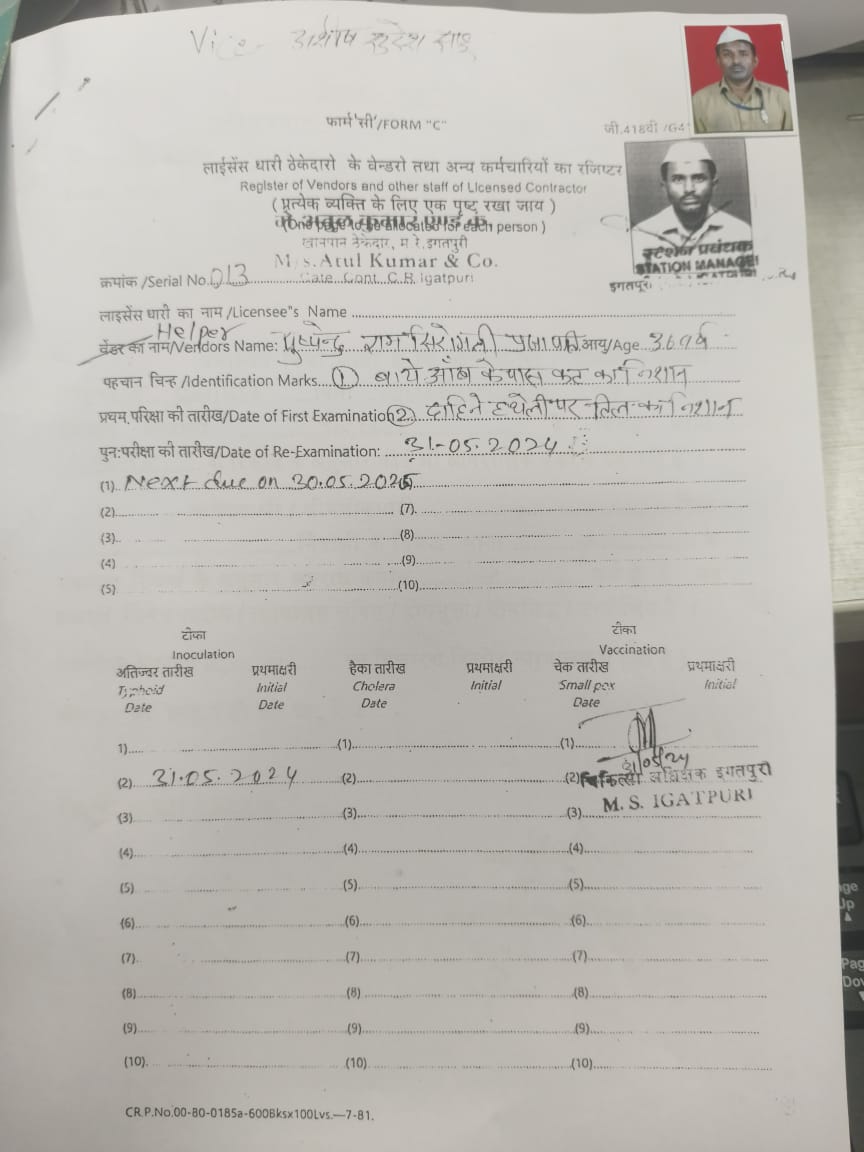 Vice अशोष सुदेश साहू
फार्म'सी'/FORM "C"
जी.418वी /G4
लाईसेंस धारी ठेकेदारो के वेन्डरो तथा अन्य कर्मचारियों का रजिष्टर
Register of Vendors and other staff of Licensed Contractor
( प्रत्येक व्यक्ति के लिए एक पृष्ट रखा जाय )
मे अतुल कुमार एण्ड कं.
(One page to be allocated for each person )
खानपान ठेकेदार, म रे.इगतपुरी
M/s.Atul Kumar & Co.
स्टेशन प्रबंधक
STATION MANAGER
क्रपांक /Serial No. 013 Cate. Cont. C.R. Igatpuri
इगतपुरी
लाइसेंस धारी का नाम /Licensee"s Name
Helper
वेंडर का नाम/Vendors Name: पुष्पेन्द्र राम प्रजापति आयु/Age 36 वर्ष
पहचान चिन्ह /Identification Marks (1) बाये आँख के पास कट का निशान
प्रथम परिक्षा की तारीख/Date of First Examination (2) दाहिने हथेली पर तिल का निशान
पुन:परीक्षा की तारीख/Date of Re-Examination: 31-05.2024
(1) Next due on 30.05.2025
(2) (7)
(3) (8)
(4) (9)
(5) (10)
टीका टीका
Inoculation Vaccination
अतिज्वर तारीख प्रथमाक्षरी हैका तारीख प्रथमाक्षरी चेक तारीख प्रथमाक्षरी
Typhoid Initial Cholera Initial Small pox Initial
Date Date Date Date
1) (1) (1)
31/05/24
(2) 31.05.2024 (2) (2) चिकित्सा अधिक्षक इगतपुरी
M. S. IGATPURI
(3) (3) (3)
(4) (4) (4)
(5) (5) (5)
(6) (6) (6)
(7) (7) (7)
(8) (8) (8)
(9) (9) (9)
(10) (10) (10)
CR.P.No.00-80-0185a-600Bksx100Lvs.—7-81.